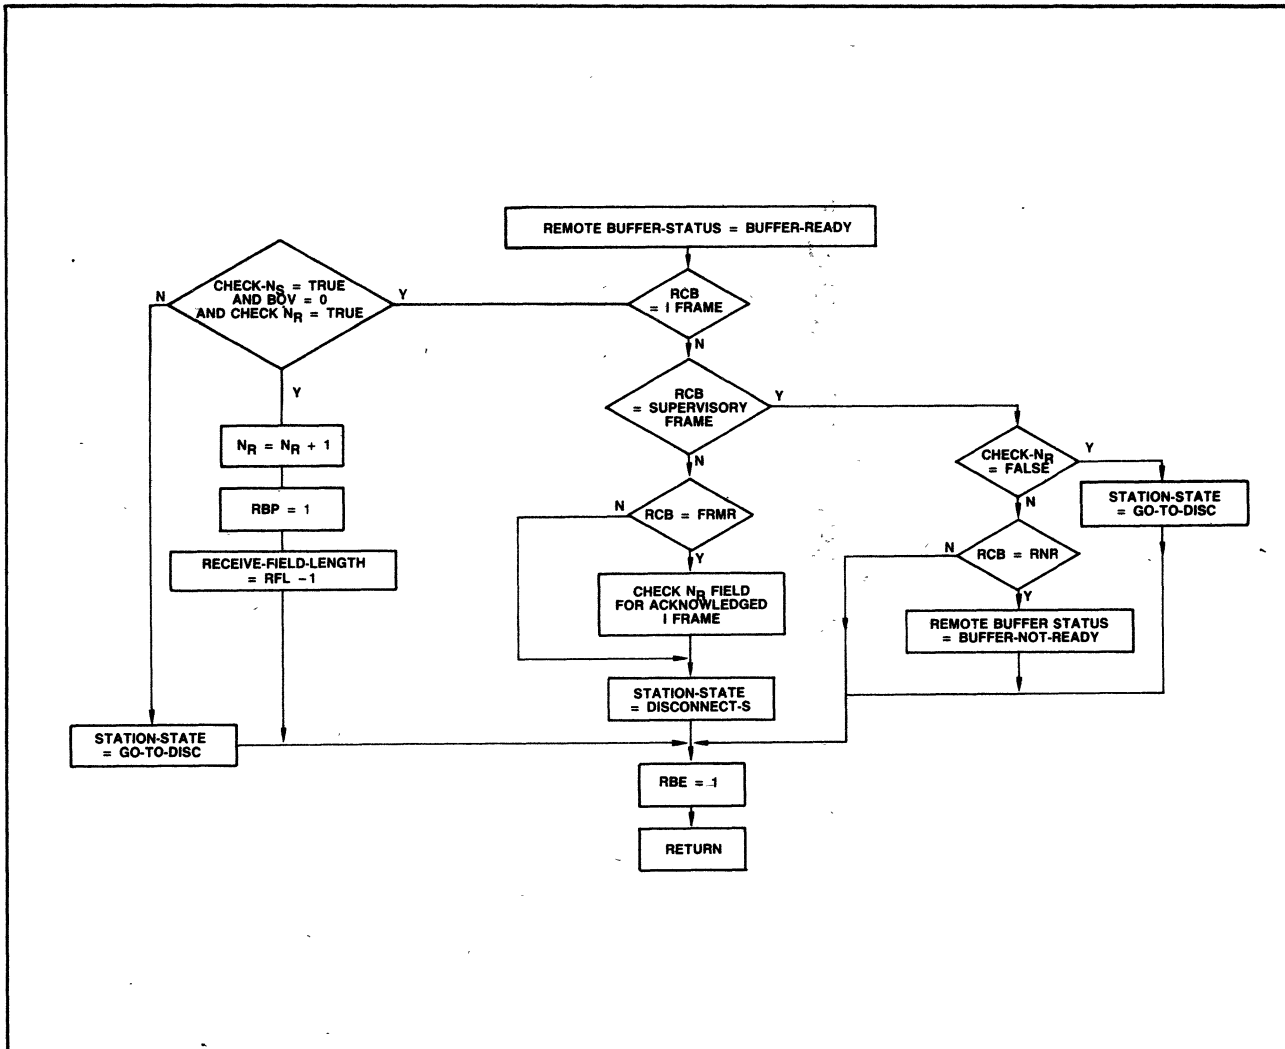 REMOTE BUFFER-STATUS = BUFFER-READY
CHECK-NS = TRUE
AND BOV = 0
AND CHECK NR = TRUE
N
Y
Y
RCB
= I FRAME
N
RCB
= SUPERVISORY
FRAME
Y
N
NR = NR + 1
RBP = 1
RECEIVE-FIELD-LENGTH
= RFL -1
CHECK-NR
= FALSE
Y
N
STATION-STATE
= GO-TO-DISC
RCB = FRMR
N
Y
RCB = RNR
N
Y
CHECK NR FIELD
FOR ACKNOWLEDGED
I FRAME
REMOTE BUFFER STATUS
= BUFFER-NOT-READY
STATION-STATE
= DISCONNECT-S
STATION-STATE
= GO-TO-DISC
RBE = 1
RETURN